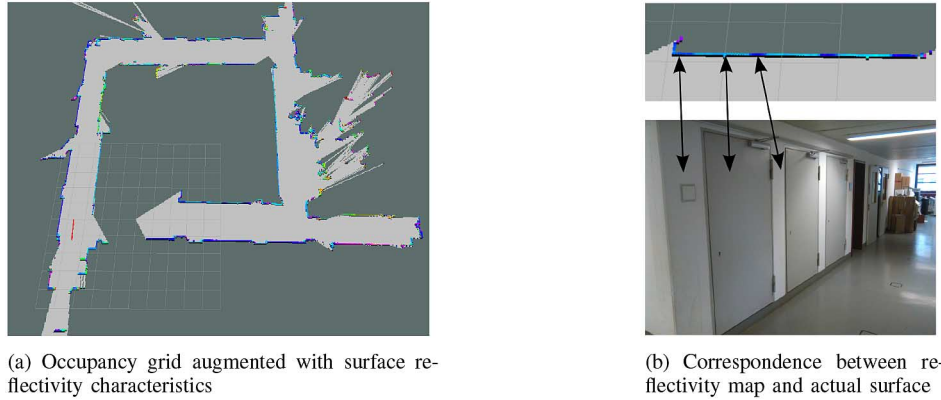 (a) Occupancy grid augmented with surface re-
flectivity characteristics
(b) Correspondence between re-
flectivity map and actual surface